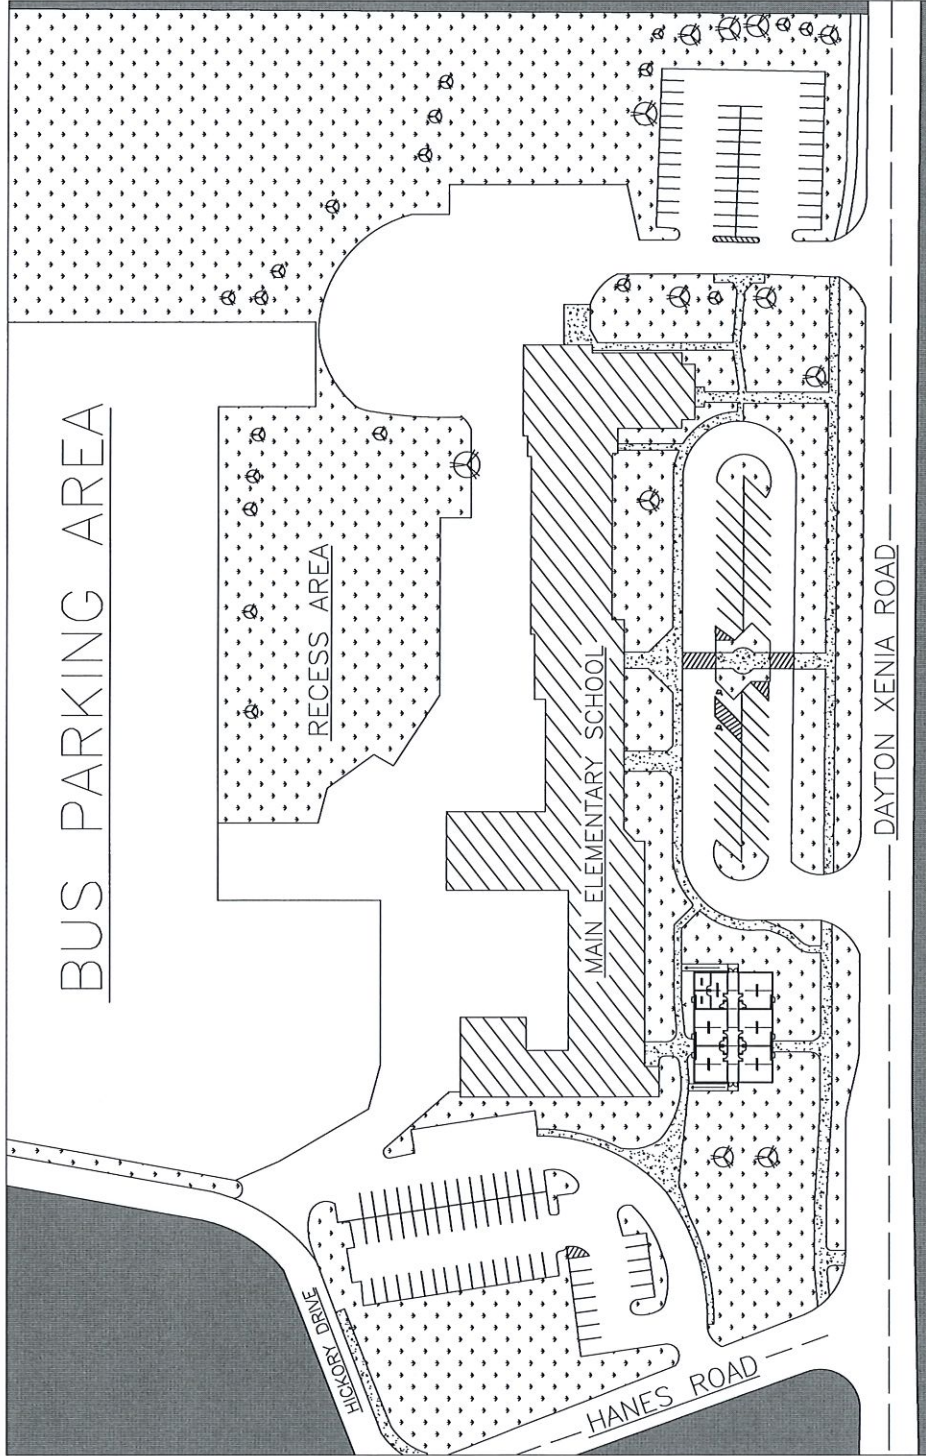 BUS PARKING AREA
RECESS AREA
MAIN ELEMENTARY SCHOOL
DAYTON XENIA ROAD
HICKORY DRIVE
HANES ROAD